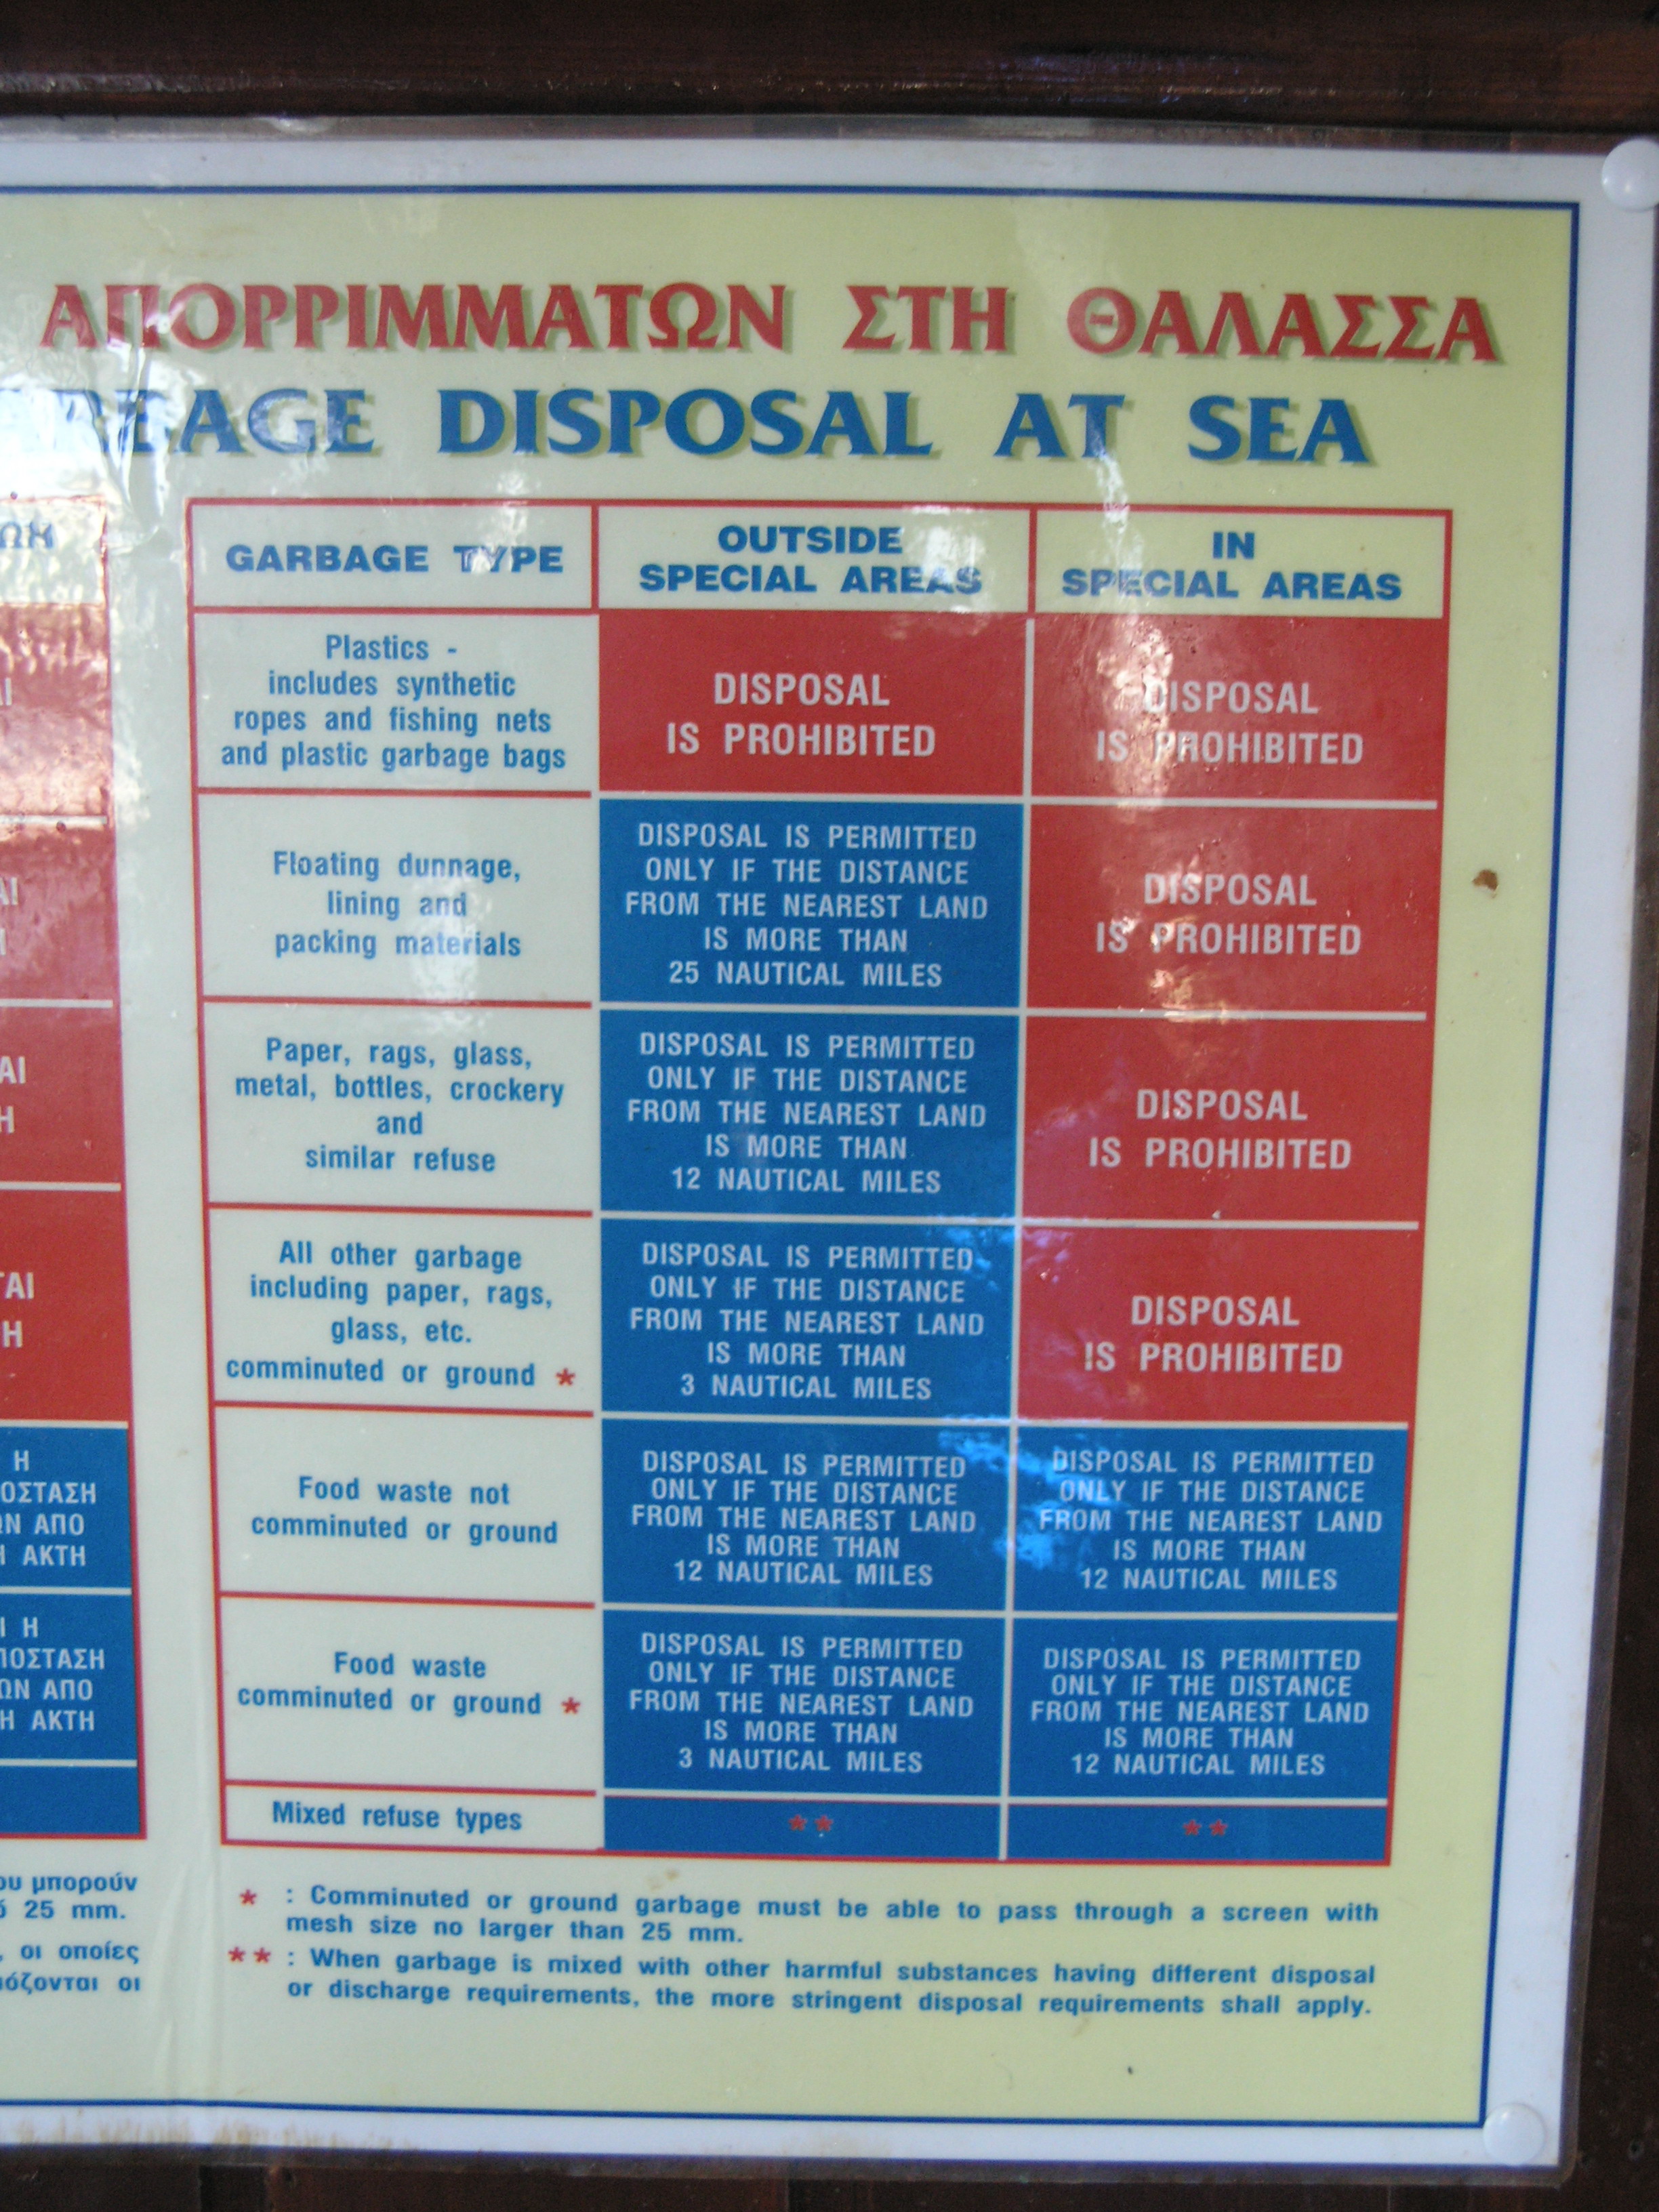 ΑΠΟΡΡΙΜΜΑΤΩΝ ΣΤΗ ΘΑΛΑΣΣΑ
DISPOSAL AT SEA
GARBAGE TYPE
OUTSIDE
SPECIAL AREAS
IN
SPECIAL AREAS
Plastics -
includes synthetic
ropes and fishing nets
and plastic garbage bags
DISPOSAL
IS PROHIBITED
DISPOSAL
IS PROHIBITED
Floating dunnage,
lining and
packing materials
DISPOSAL IS PERMITTED
ONLY IF THE DISTANCE
FROM THE NEAREST LAND
IS MORE THAN
25 NAUTICAL MILES
DISPOSAL
IS PROHIBITED
Paper, rags, glass,
metal, bottles, crockery
and
similar refuse
DISPOSAL IS PERMITTED
ONLY IF THE DISTANCE
FROM THE NEAREST LAND
IS MORE THAN
12 NAUTICAL MILES
DISPOSAL
IS PROHIBITED
All other garbage
including paper, rags,
glass, etc.
comminuted or ground *
DISPOSAL IS PERMITTED
ONLY IF THE DISTANCE
FROM THE NEAREST LAND
IS MORE THAN
3 NAUTICAL MILES
DISPOSAL
IS PROHIBITED
Η
ΑΠΟ
ΑΚΤΗ
Food waste not
comminuted or ground
DISPOSAL IS PERMITTED
ONLY IF THE DISTANCE
FROM THE NEAREST LAND
IS MORE THAN
12 NAUTICAL MILES
DISPOSAL IS PERMITTED
ONLY IF THE DISTANCE
FROM THE NEAREST LAND
IS MORE THAN
12 NAUTICAL MILES
Η
ΑΠΟ
ΑΚΤΗ
Food waste
comminuted or ground *
DISPOSAL IS PERMITTED
ONLY IF THE DISTANCE
FROM THE NEAREST LAND
IS MORE THAN
3 NAUTICAL MILES
DISPOSAL IS PERMITTED
ONLY IF THE DISTANCE
FROM THE NEAREST LAND
IS MORE THAN
12 NAUTICAL MILES
Mixed refuse types
**
**
μπορούν
25 mm.
οι οποίες
οι
* : Comminuted or ground garbage must be able to pass through a screen with
mesh size no larger than 25 mm.
** : When garbage is mixed with other harmful substances having different disposal
or discharge requirements, the more stringent disposal requirements shall apply.